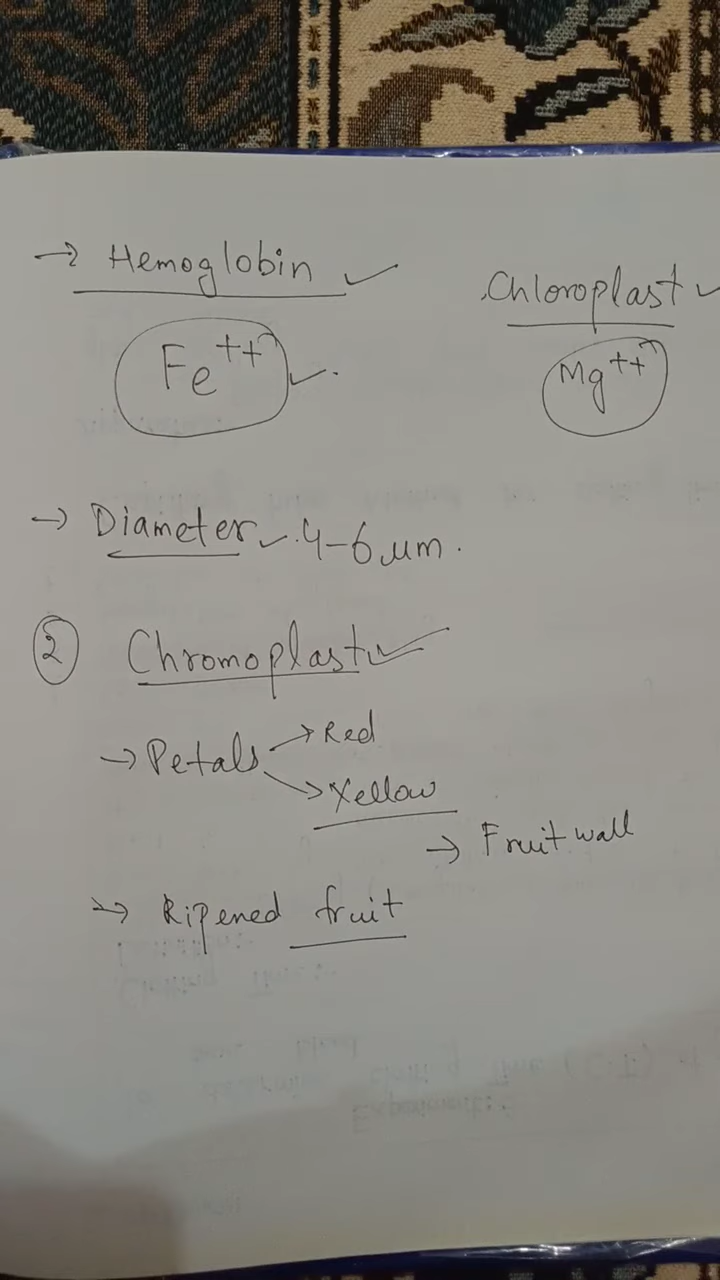 → Hemoglobin ✓
Chloroplast ✓
Fe++ ✓.
Mg++
→ Diameter ✓ . 4-6 µm .
② Chromoplast ✓
→ Petals → Red
→ Yellow
→ Fruit wall
→ Ripened fruit